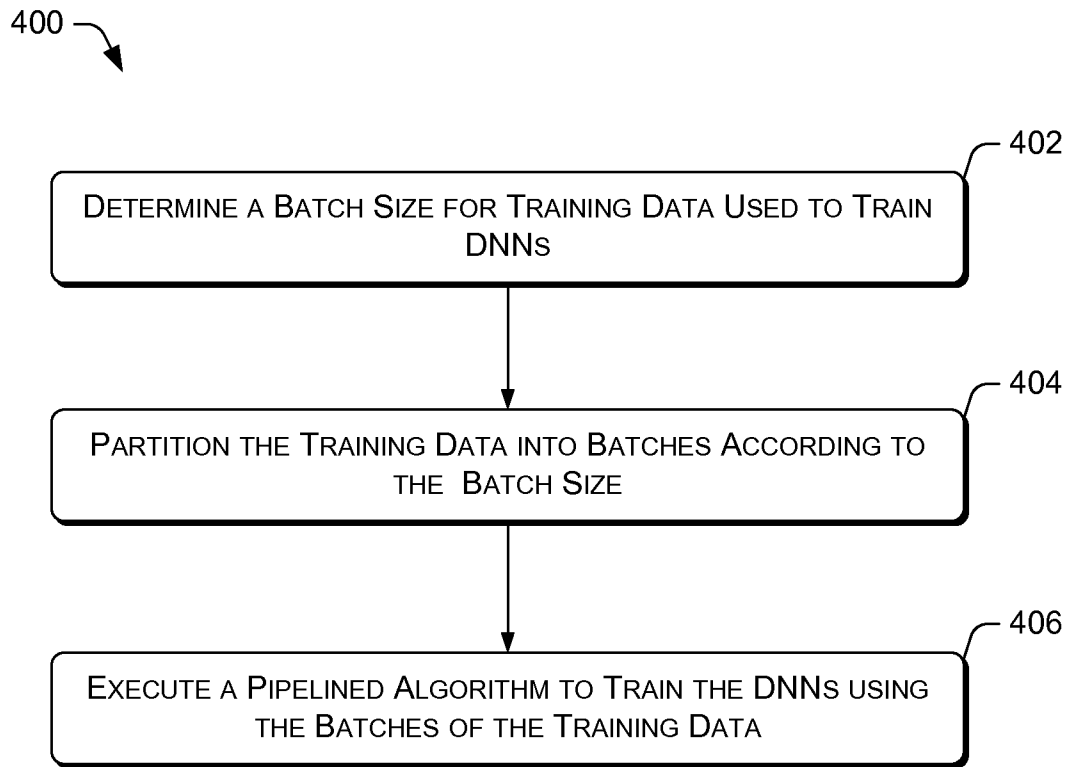 400
402
DETERMINE A BATCH SIZE FOR TRAINING DATA USED TO TRAIN
DNNS
404
PARTITION THE TRAINING DATA INTO BATCHES ACCORDING TO
THE BATCH SIZE
406
EXECUTE A PIPELINED ALGORITHM TO TRAIN THE DNNS USING
THE BATCHES OF THE TRAINING DATA